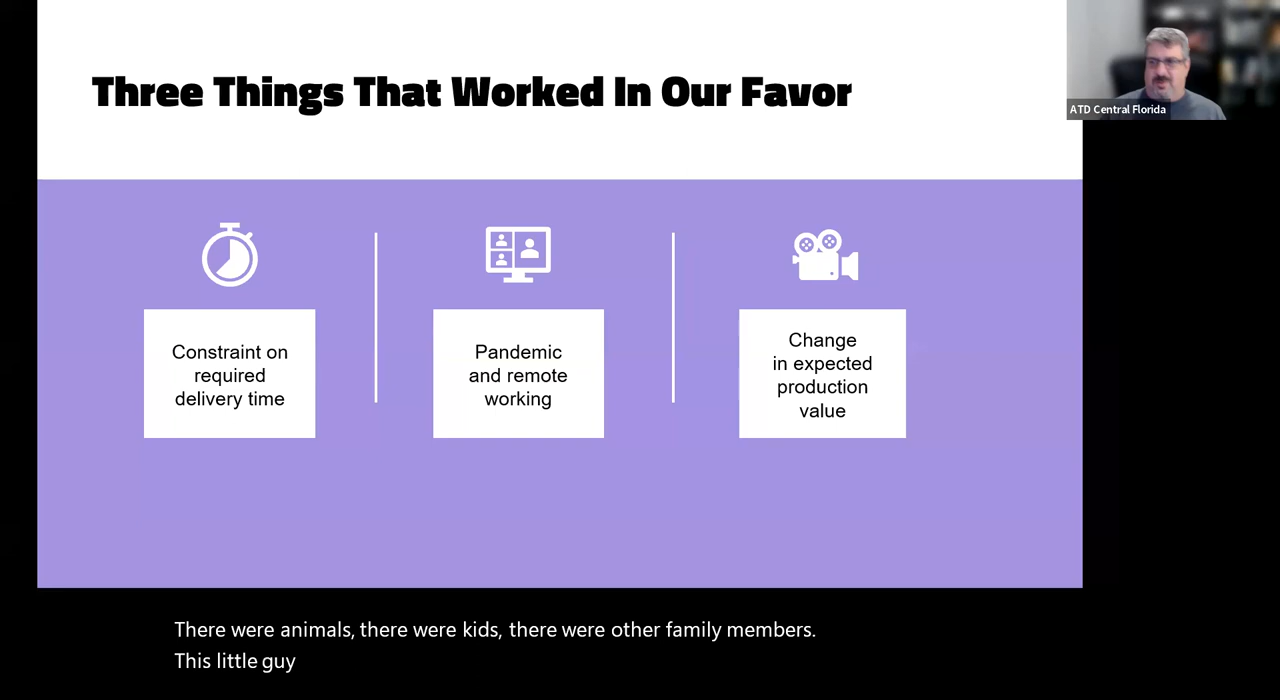 Three Things That Worked In Our Favor
ATD Central Florida
Constraint on
required
delivery time
Pandemic
and remote
working
Change
in expected
production
value
There were animals, there were kids, there were other family members.
This little guy